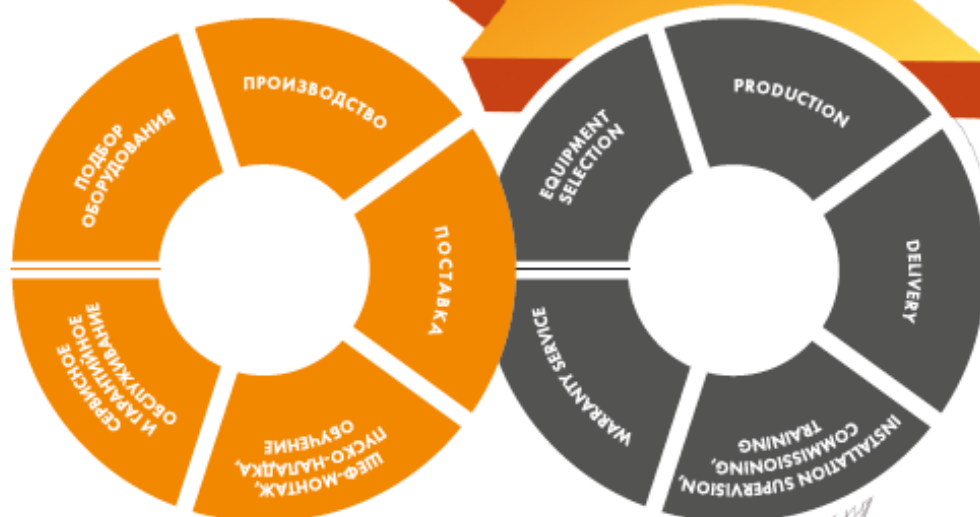 ПОДБОР
ОБОРУДОВАНИЯ
ПРОИЗВОДСТВО
ПОСТАВКА
ШЕФ-МОНТАЖ,
ПУСКО-НАЛАДКА,
ОБУЧЕНИЕ
СЕРВИСНОЕ
И ГАРАНТИЙНОЕ
ОБСЛУЖИВАНИЕ
EQUIPMENT
SELECTION
PRODUCTION
DELIVERY
INSTALLATION SUPERVISION,
COMMISSIONING,
TRAINING
WARRANTY SERVICE